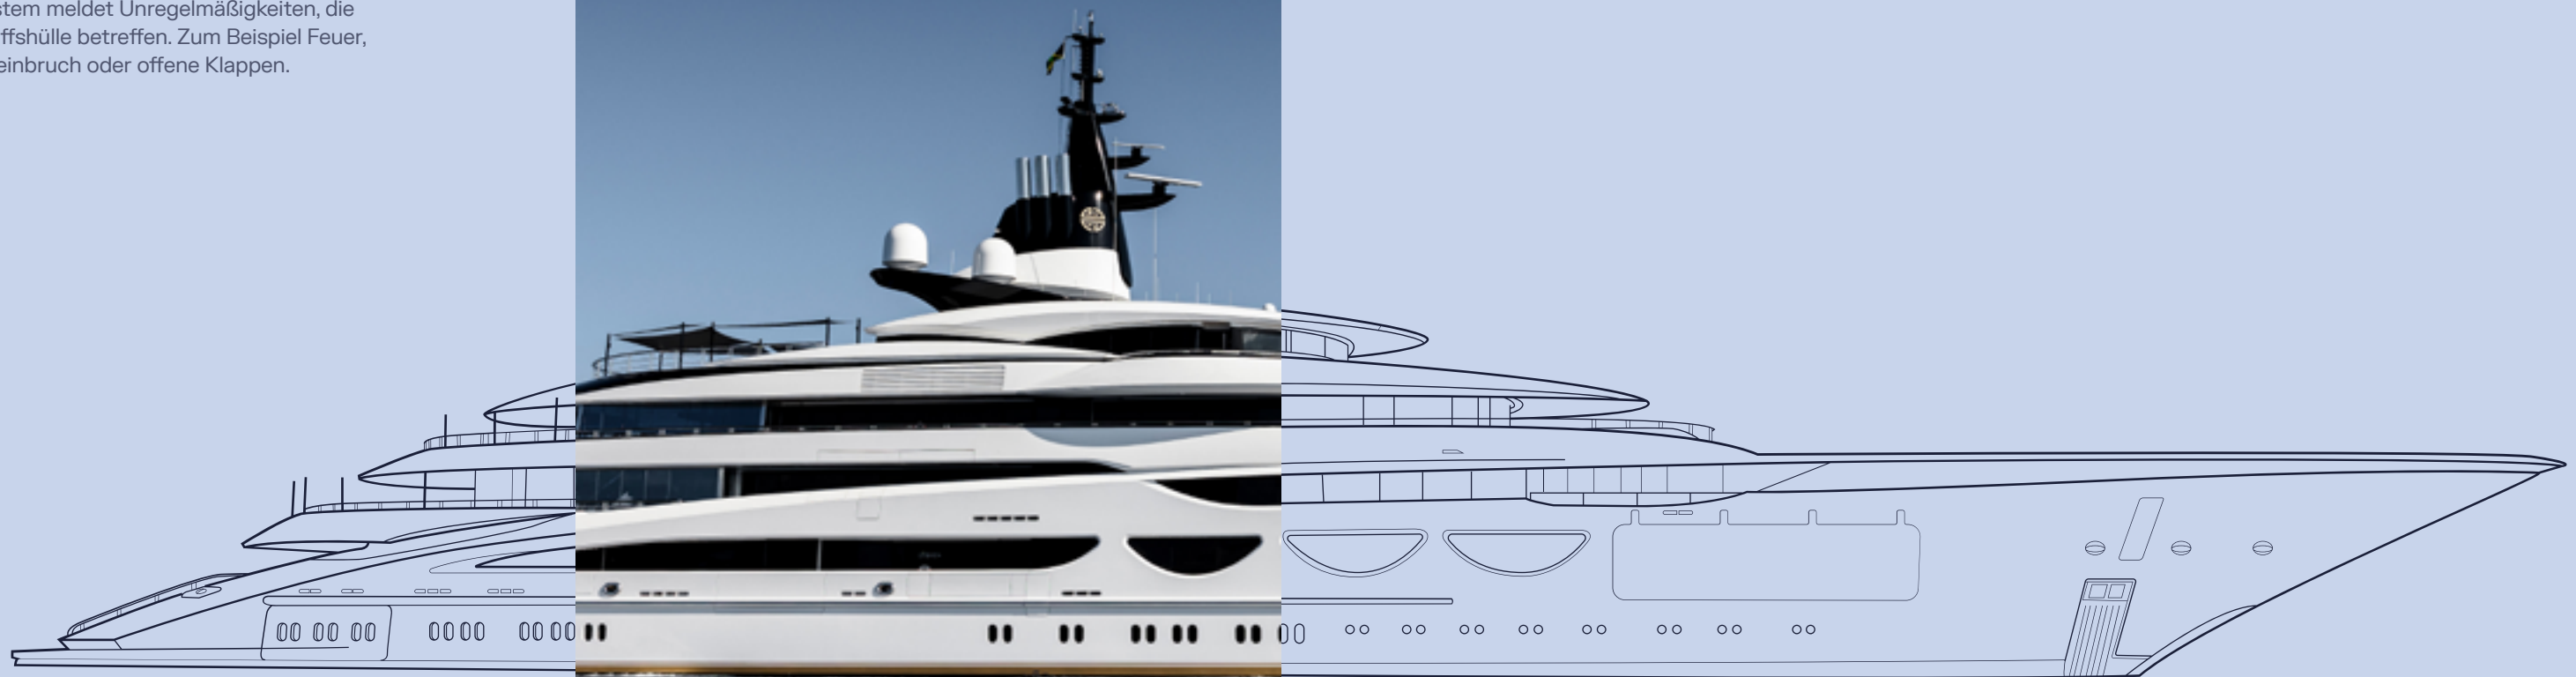 stem meldet Unregelmäßigkeiten, die
ffshülle betreffen. Zum Beispiel Feuer,
einbruch oder offene Klappen.